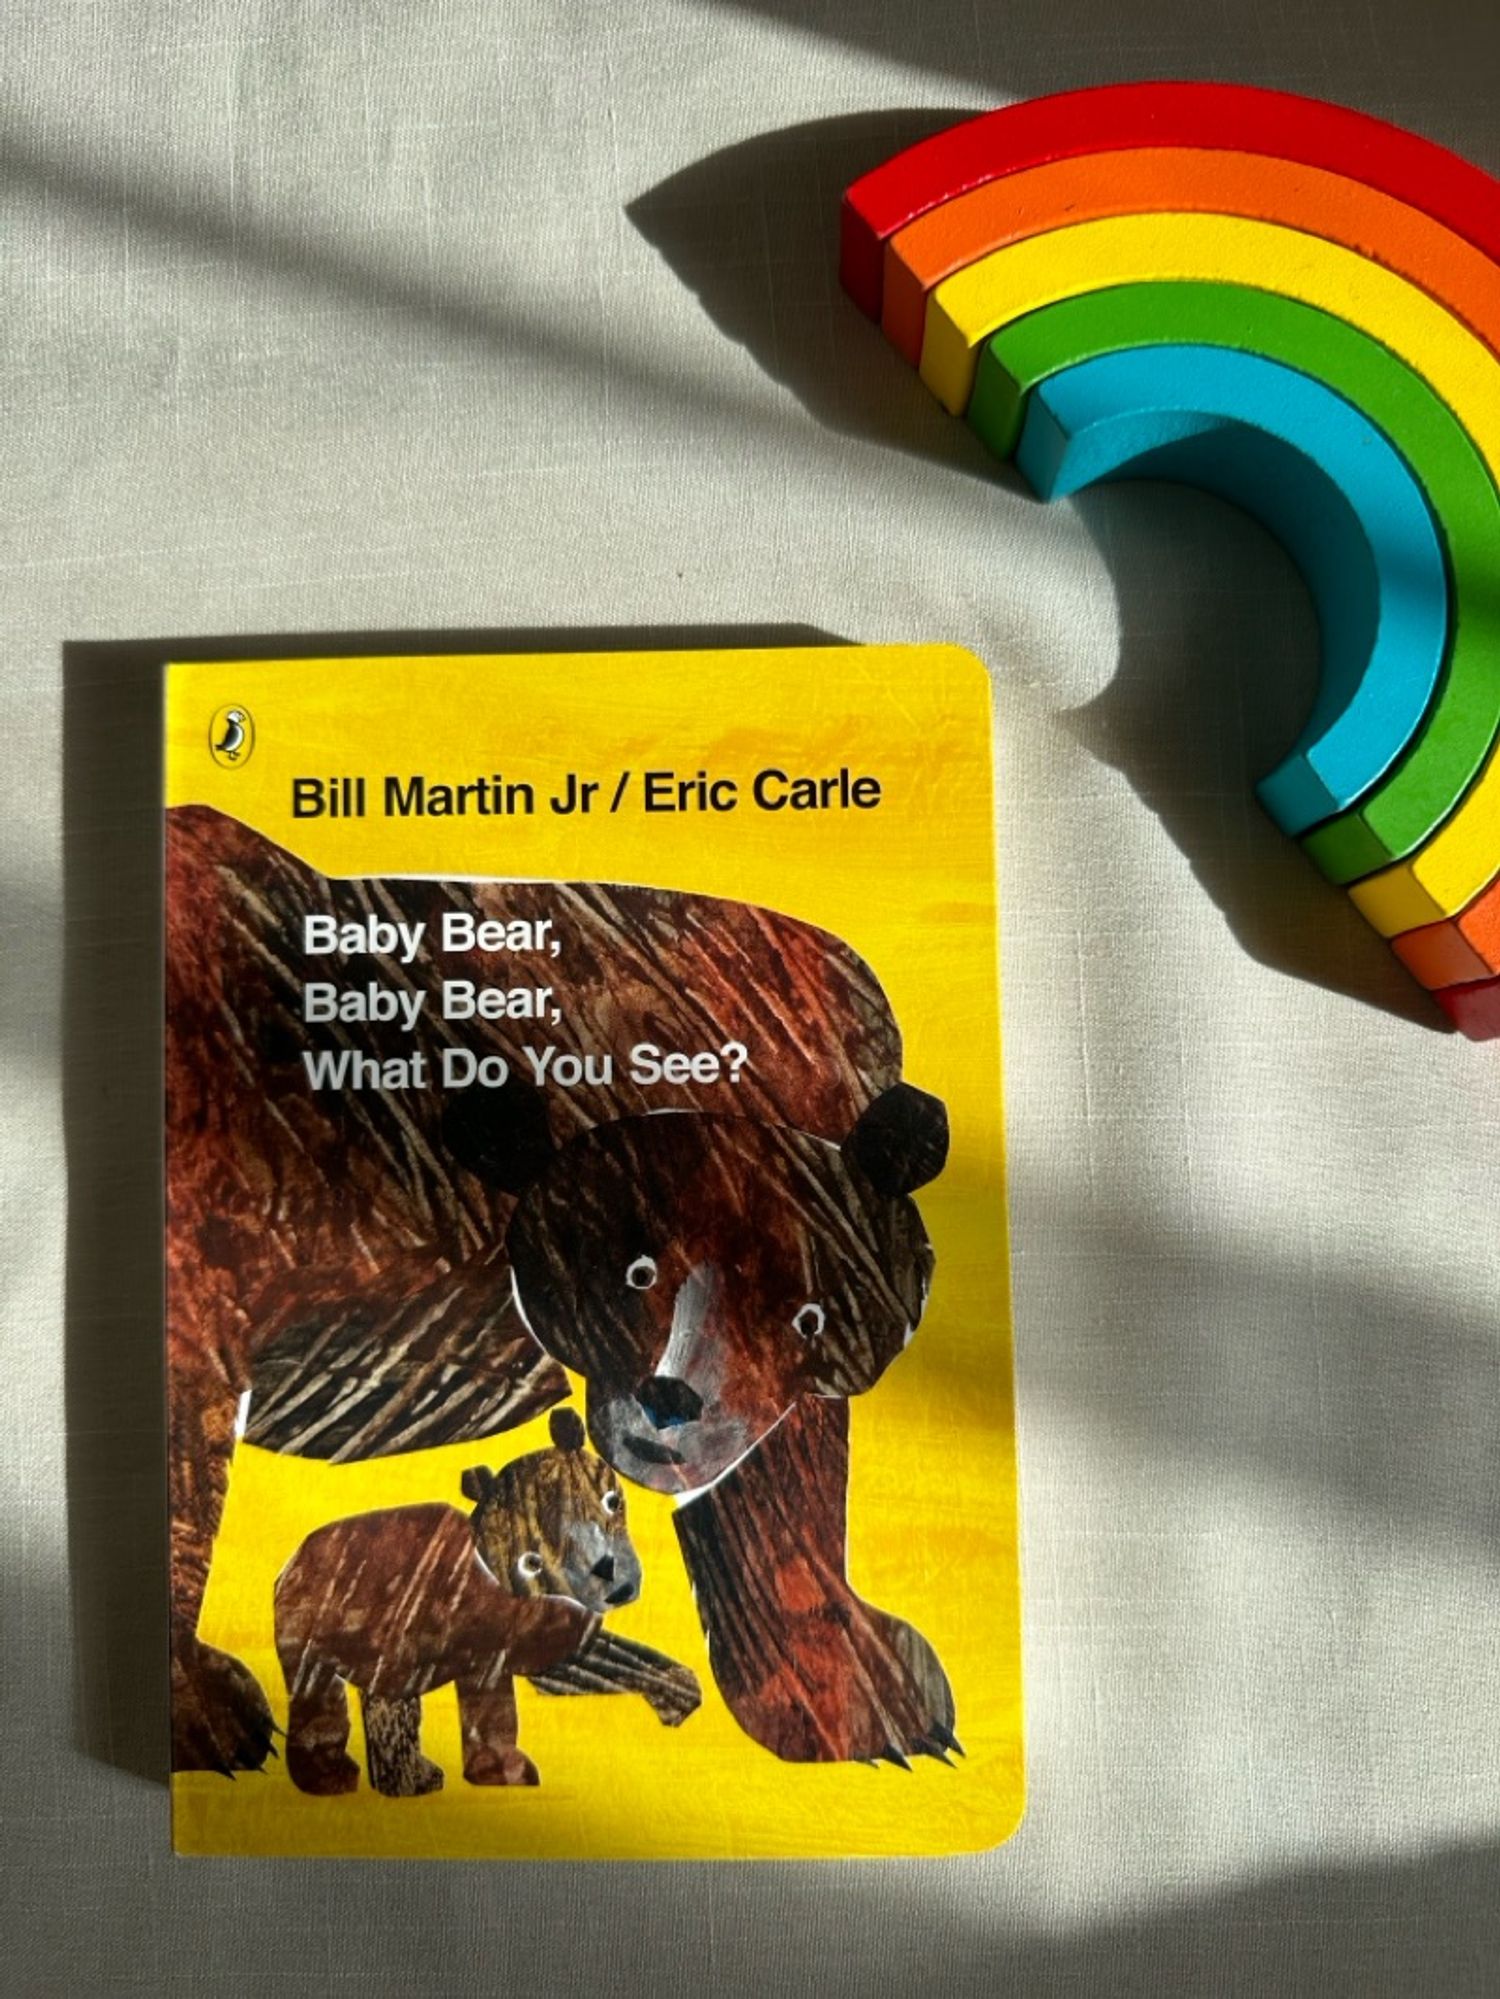 Bill Martin Jr / Eric Carle
Baby Bear,
Baby Bear,
What Do You See?